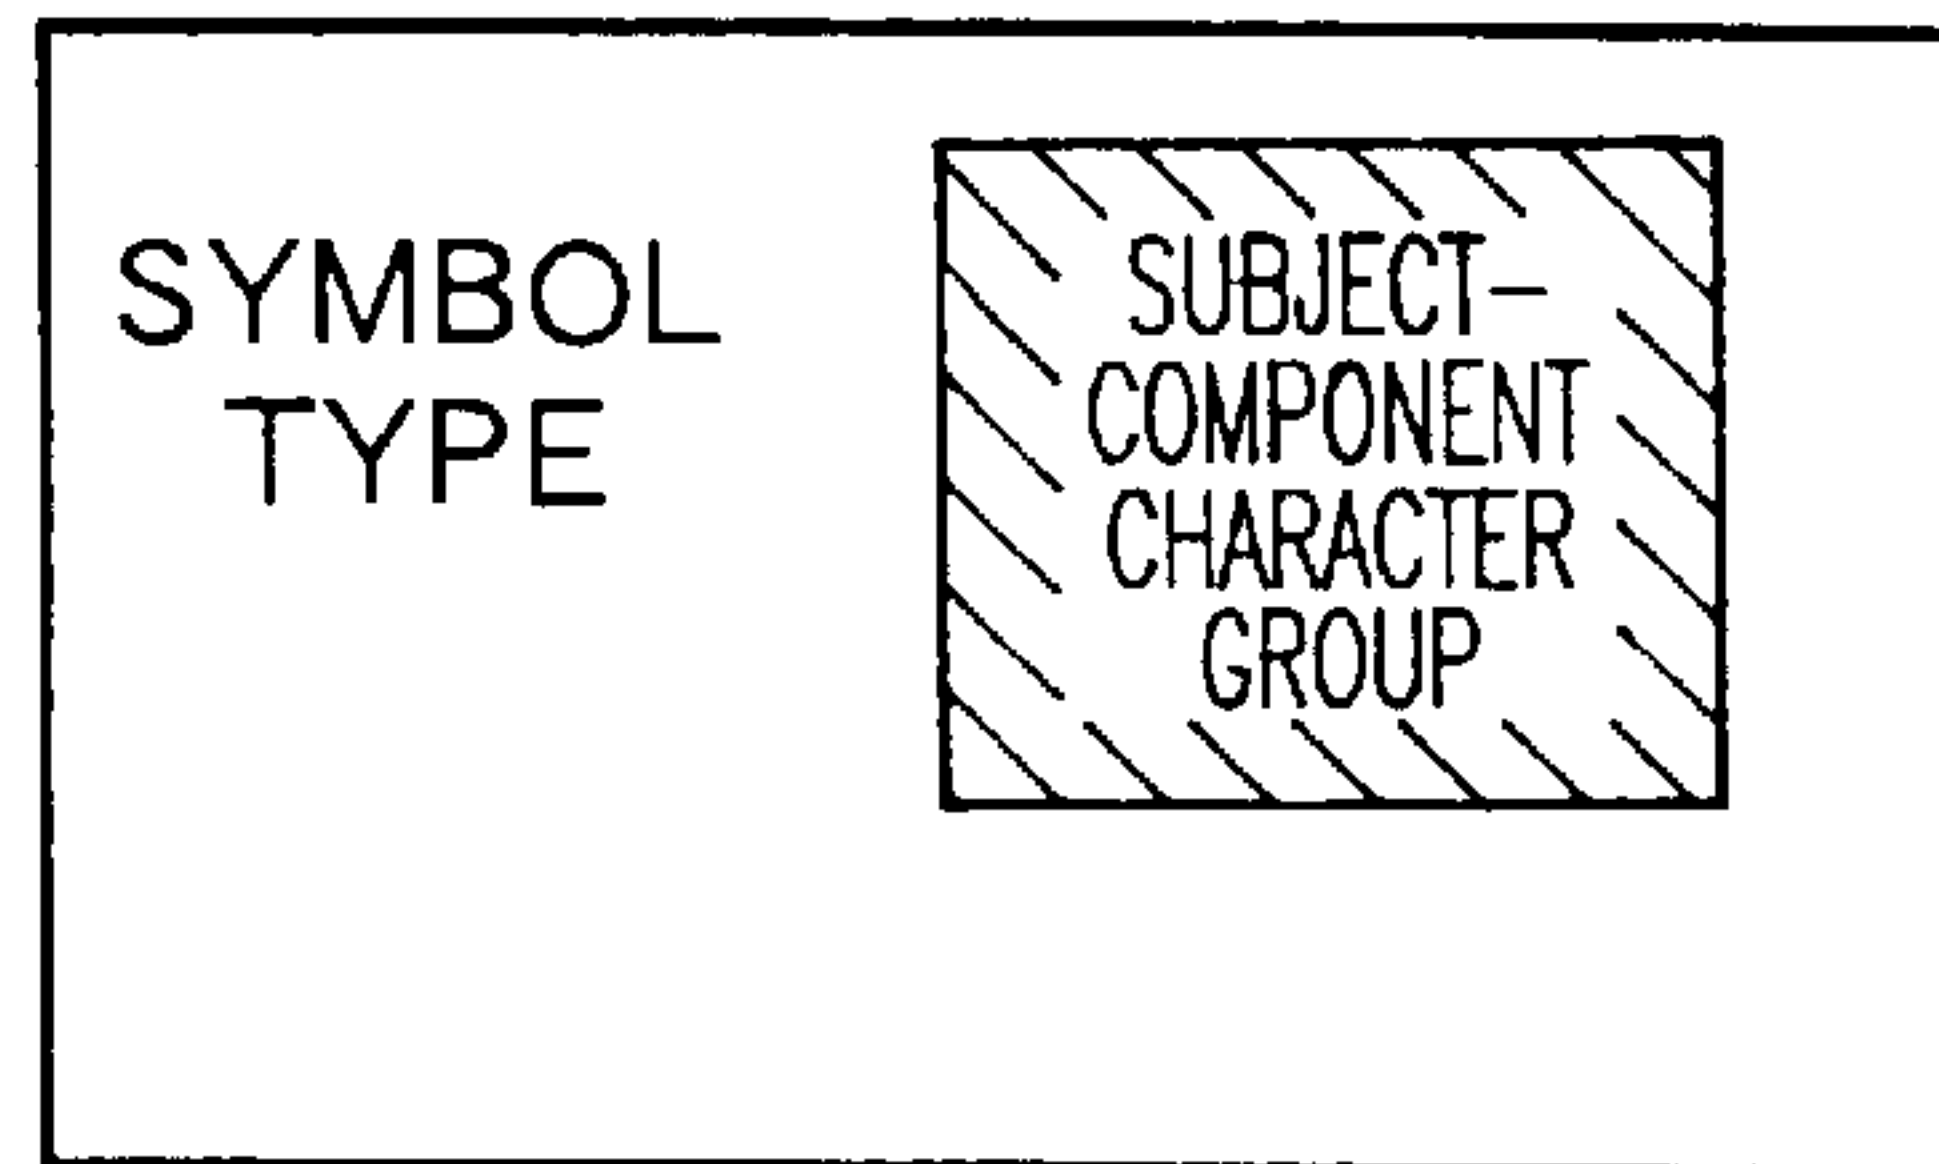 SYMBOL
TYPE
SUBJECT-
COMPONENT
CHARACTER
GROUP